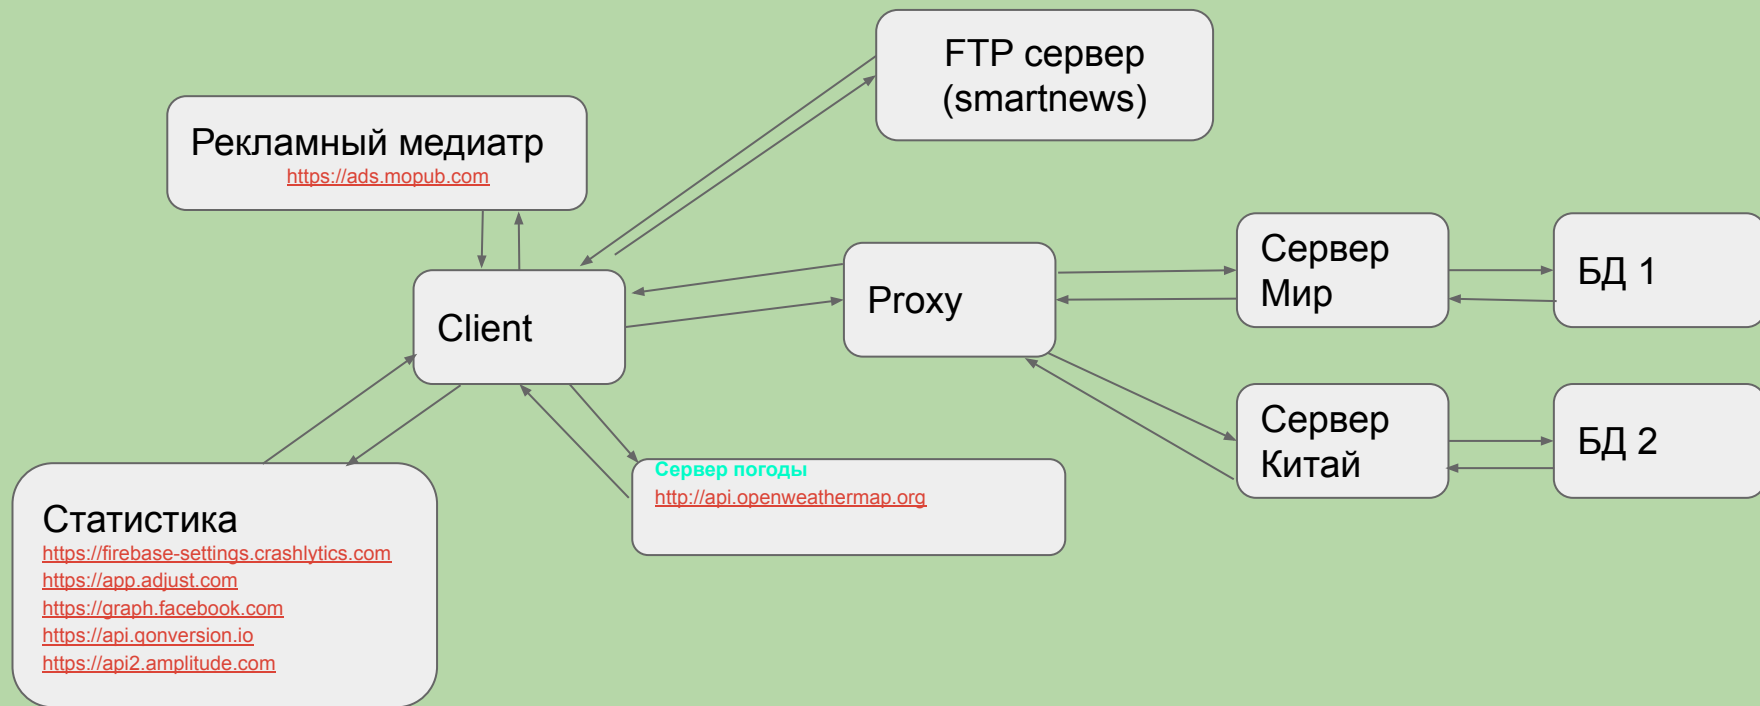 FTP сервер
(smartnews)
Рекламный медиатр
https://ads.mopub.com
Client
Proxy
Сервер
Мир
БД 1
Сервер
Китай
БД 2
Сервер погоды
http://api.openweathermap.org
Статистика
https://firebase-settings.crashlytics.com
https://app.adjust.com
https://graph.facebook.com
https://api.qonversion.io
https://api2.amplitude.com